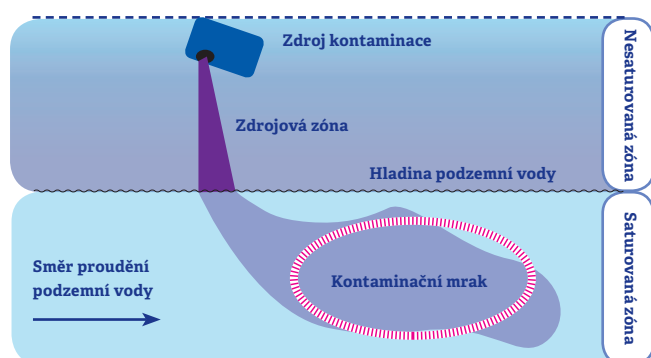 Zdroj kontaminace
Nesaturovaná zóna
Zdrojová zóna
Hladina podzemní vody
Směr proudění
podzemní vody
Kontaminační mrak
Saturovaná zóna